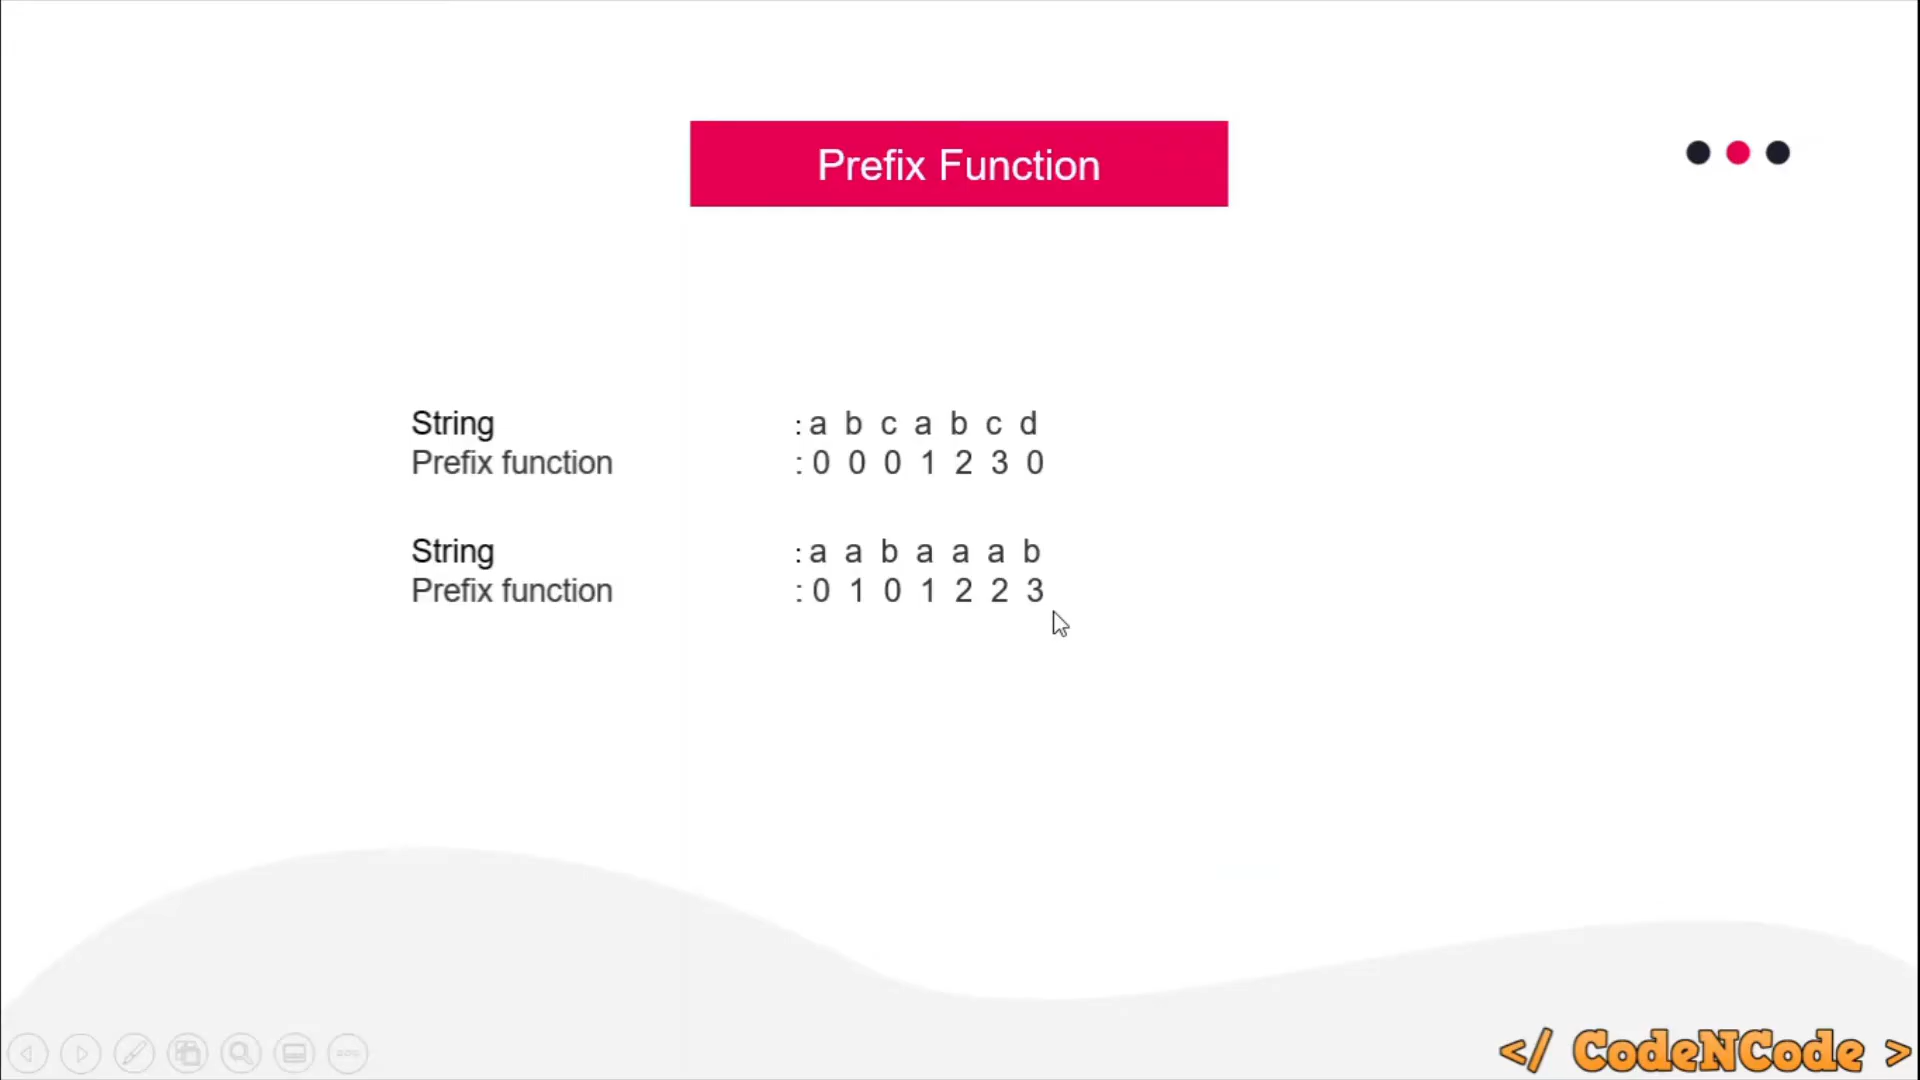 Prefix Function
String : a b c a b c d
Prefix function : 0 0 0 1 2 3 0
String : a a b a a a b
Prefix function : 0 1 0 1 2 2 3
</ CodeNCode >